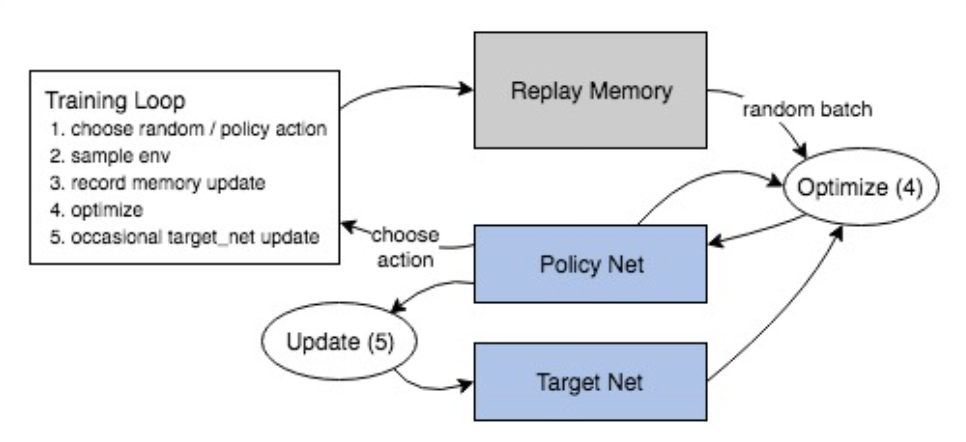 Training Loop
1. choose random / policy action
2. sample env
3. record memory update
4. optimize
5. occasional target_net update
Replay Memory
random batch
Optimize (4)
choose
action
Policy Net
Update (5)
Target Net